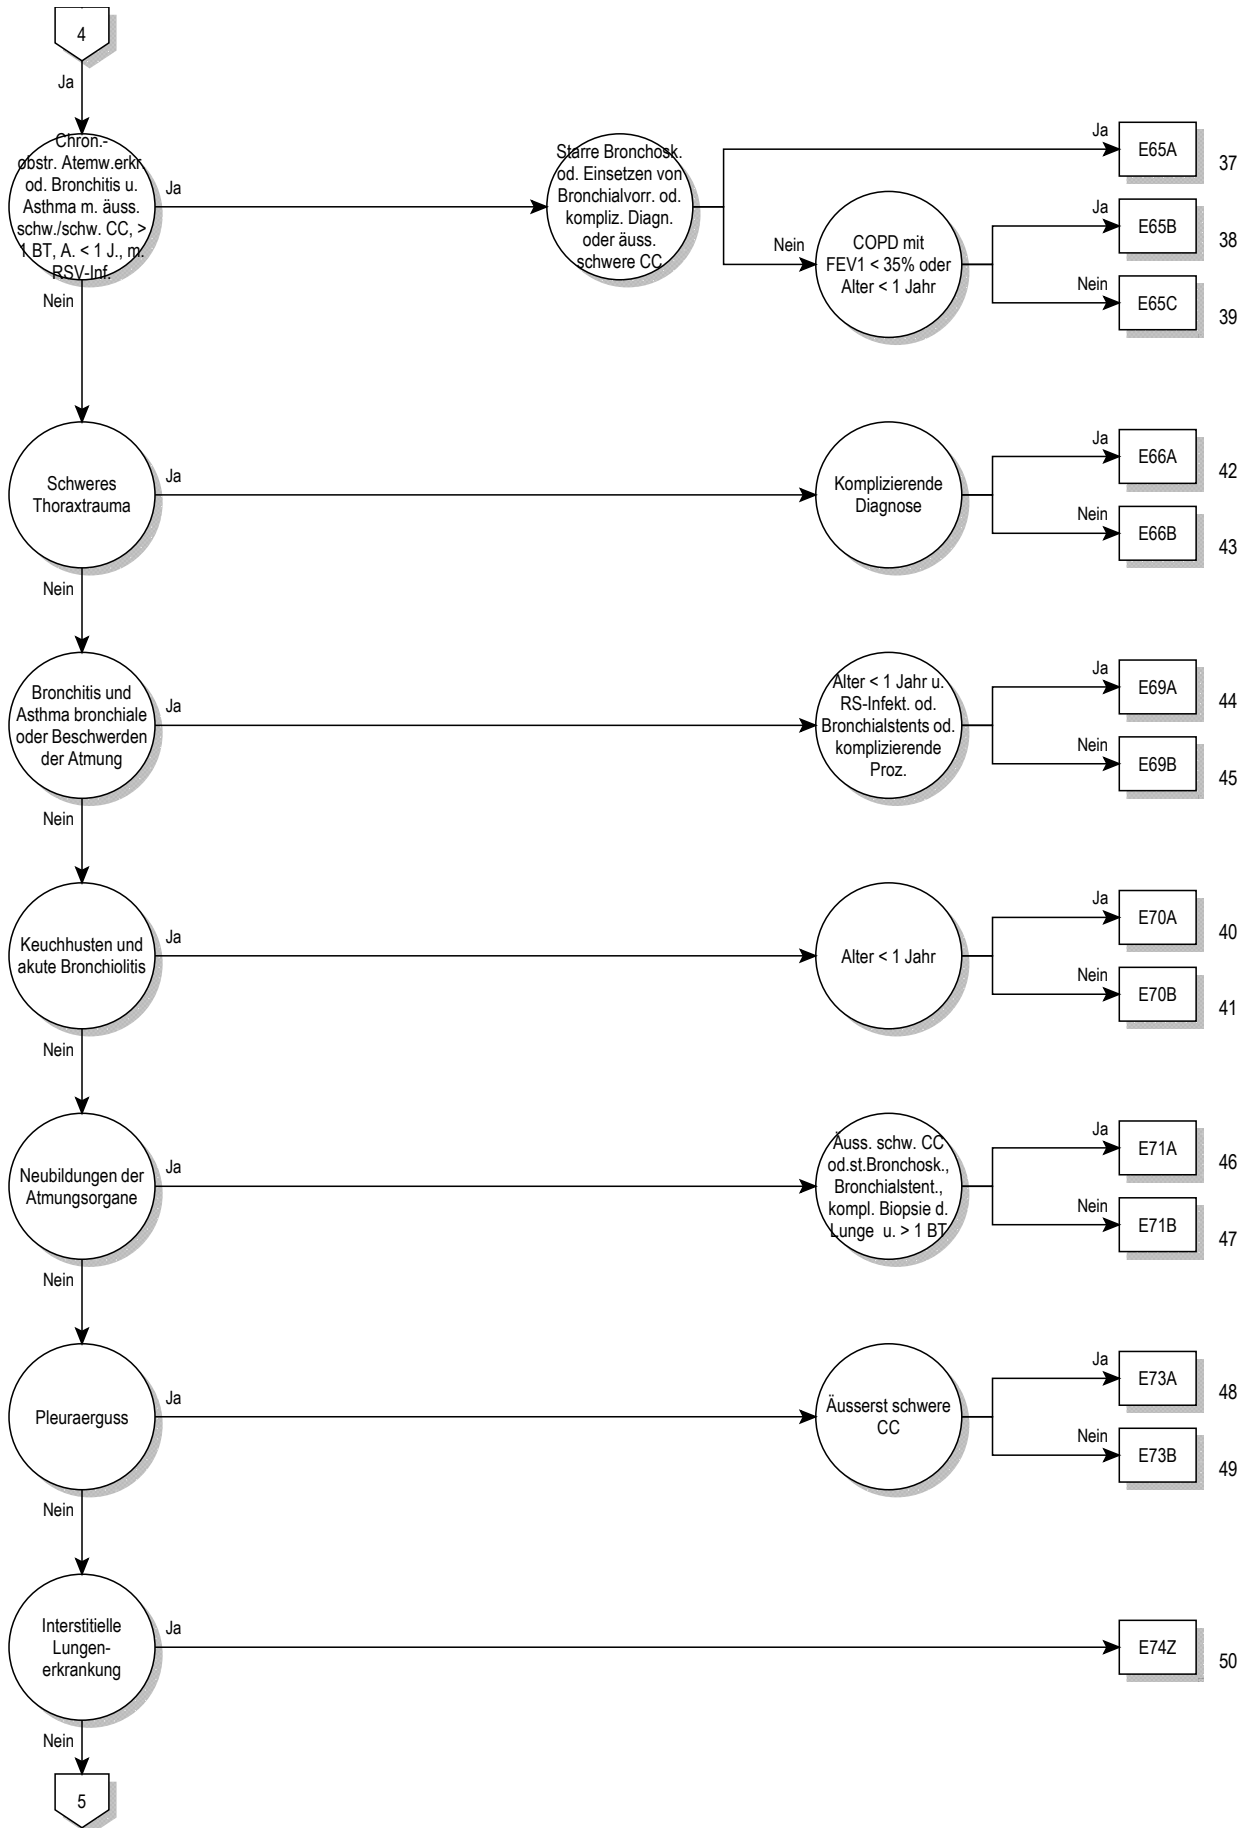 4
Ja
Chron.-
obstr. Atemw.erkr.
od. Bronchitis u.
Asthma m. äuss.
schw./schw. CC, >
1 BT, A. < 1 J., m.
RSV-Inf.
Ja
Starre Bronchosk.
od. Einsetzen von
Bronchialvorr. od.
kompliz. Diagn.
oder äuss.
schwere CC
Ja
E65A
37
Nein
COPD mit
FEV1 < 35% oder
Alter < 1 Jahr
Ja
E65B
38
Nein
E65C
39
Nein
Schweres
Thoraxtrauma
Ja
Komplizierende
Diagnose
Ja
E66A
42
Nein
E66B
43
Nein
Bronchitis und
Asthma bronchiale
oder Beschwerden
der Atmung
Ja
Alter < 1 Jahr u.
RS-Infekt. od.
Bronchialstents od.
komplizierende
Proz.
Ja
E69A
44
Nein
E69B
45
Nein
Keuchhusten und
akute Bronchiolitis
Ja
Alter < 1 Jahr
Ja
E70A
40
Nein
E70B
41
Nein
Neubildungen der
Atmungsorgane
Ja
Äuss. schw. CC
od.st.Bronchosk.,
Bronchialstent.,
kompl. Biopsie d.
Lunge u. > 1 BT
Ja
E71A
46
Nein
E71B
47
Nein
Pleuraerguss
Ja
Äusserst schwere
CC
Ja
E73A
48
Nein
E73B
49
Nein
Interstitielle
Lungen-
erkrankung
Ja
E74Z
50
Nein
5